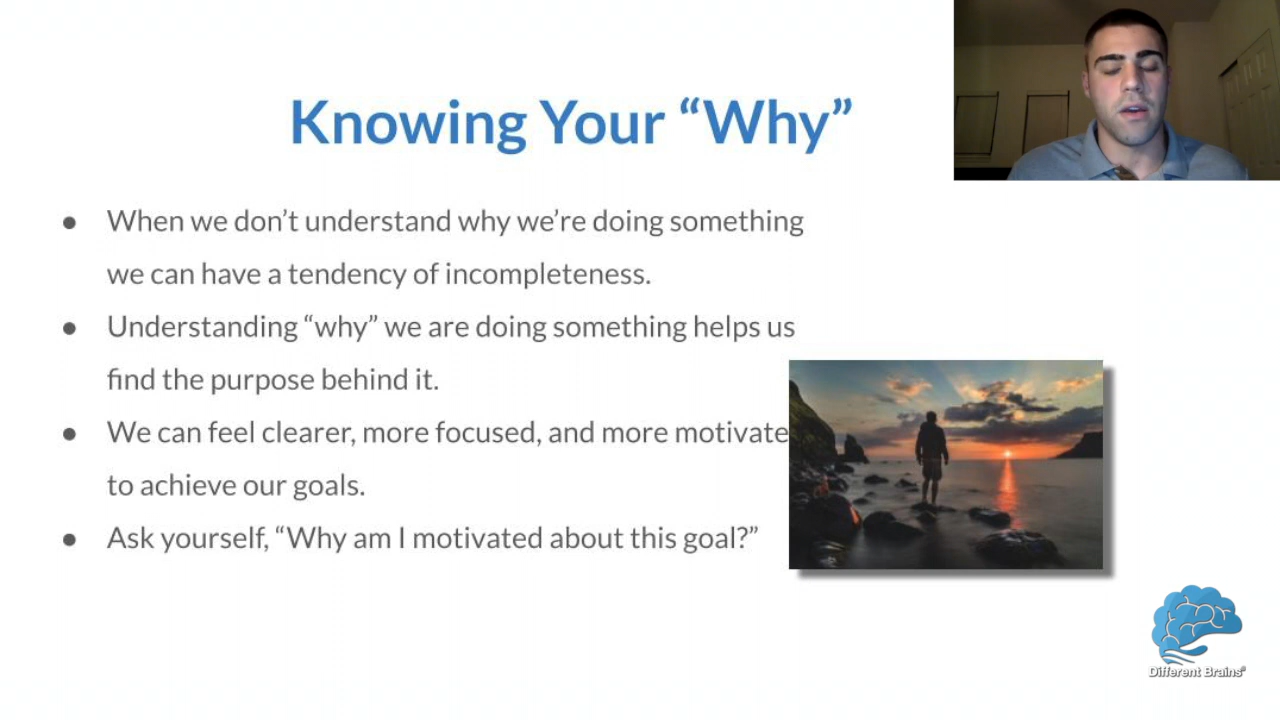 Knowing Your “Why”
● When we don’t understand why we’re doing something
we can have a tendency of incompleteness.
● Understanding “why” we are doing something helps us
find the purpose behind it.
● We can feel clearer, more focused, and more motivate
to achieve our goals.
● Ask yourself, “Why am I motivated about this goal?”
Different Brains®